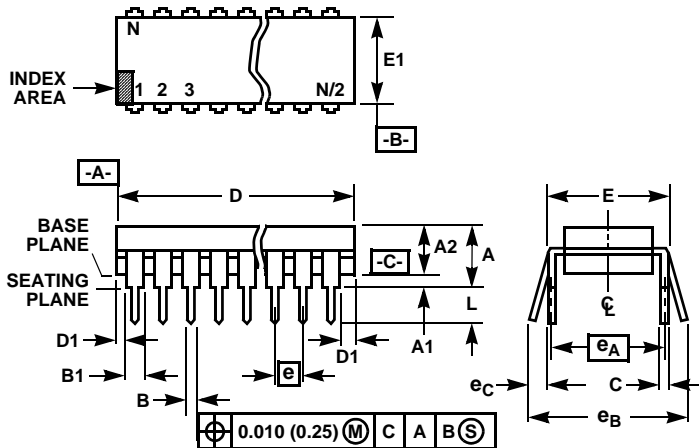 N
E1
INDEX
AREA
1 2 3 N/2
-B-
-A-
D
E
BASE
PLANE
A2
A
-C-
SEATING
PLANE
L
C
L
D1
A1
D1
eA
B1
e
eC
C
B
eB
0.010 (0.25) M C A B S